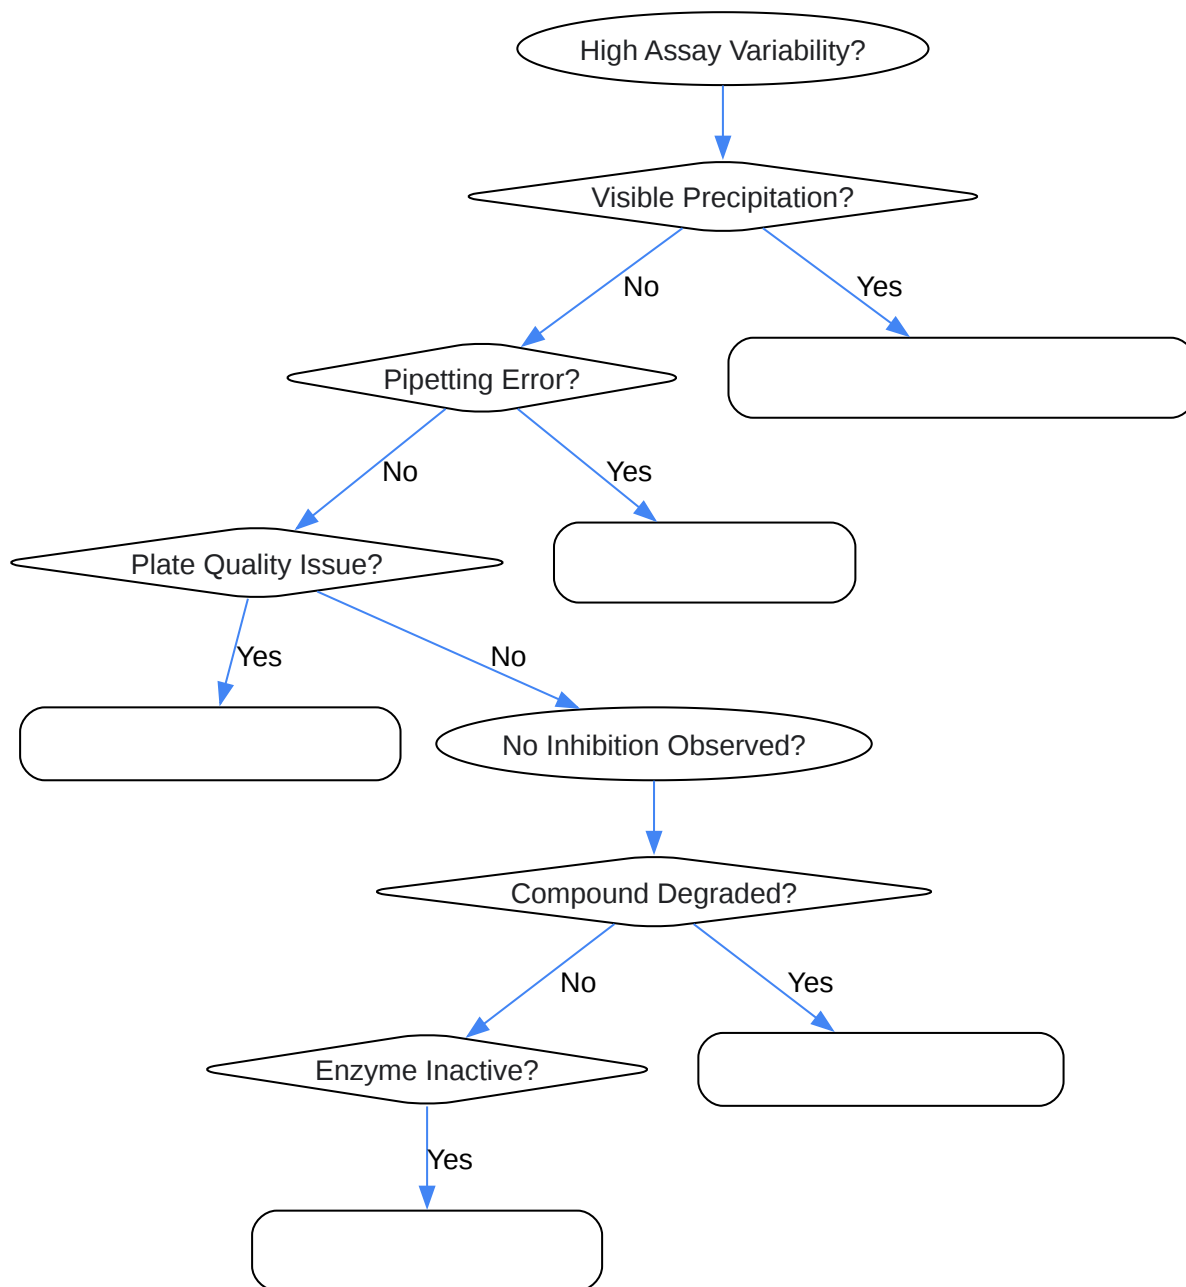 High Assay Variability?
Visible Precipitation?
No
Yes
Pipetting Error?
No
Yes
Plate Quality Issue?
Yes
No
No Inhibition Observed?
Compound Degraded?
No
Yes
Enzyme Inactive?
Yes